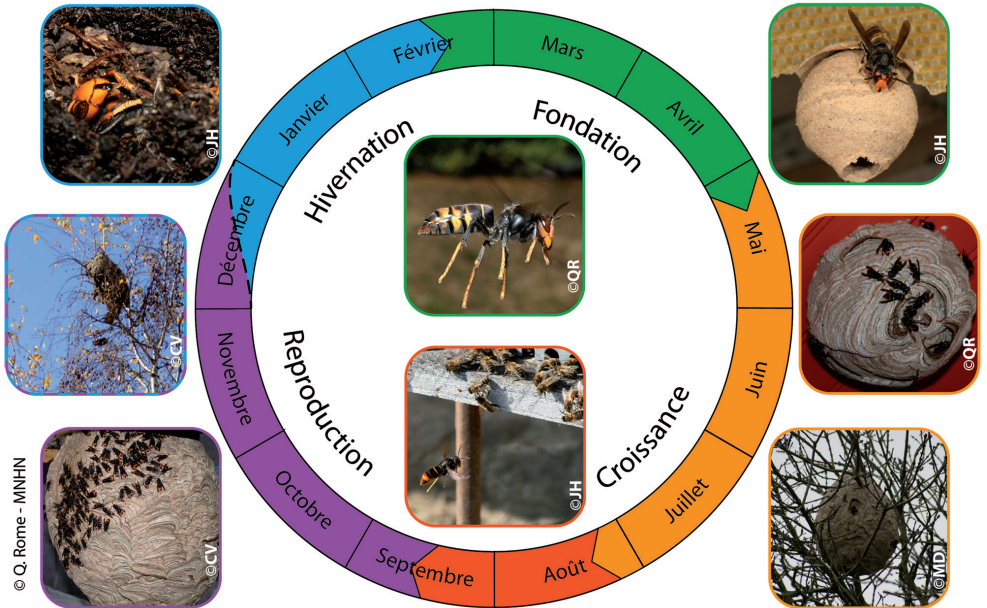 Janvier
Février
Mars
Avril
Mai
Juin
Juillet
Août
Septembre
Octobre
Novembre
Décembre
Hivernation
Fondation
Croissance
Reproduction
©JH
©JH
©QR
©CV
©QR
©JH
©CV
©MD
© Q. Rome - MNHN